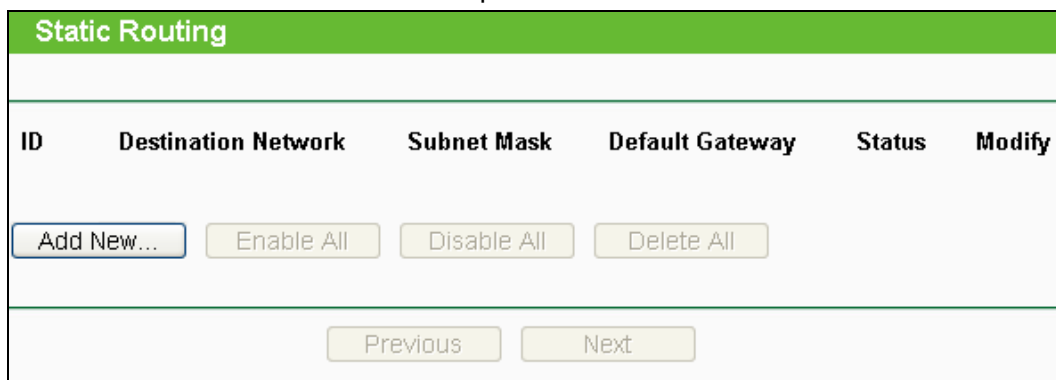 Static Routing
ID Destination Network Subnet Mask Default Gateway Status Modify
Add New... Enable All Disable All Delete All
Previous Next